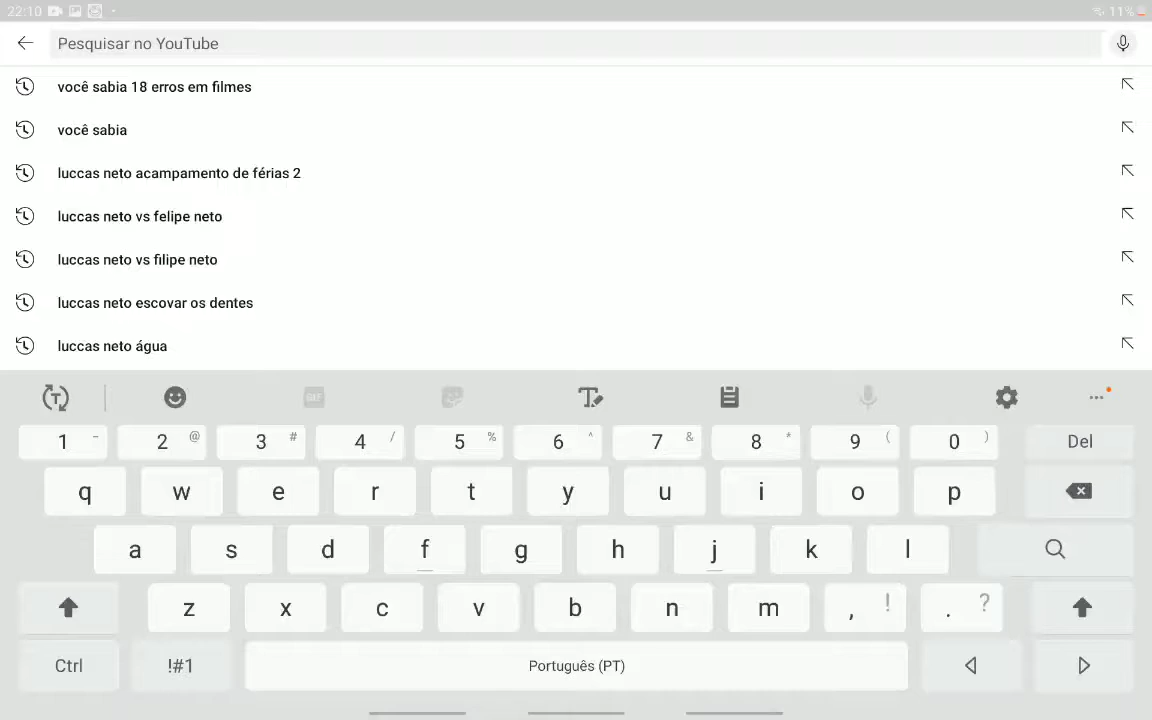 22:10 11%
Pesquisar no YouTube
você sabia 18 erros em filmes
você sabia
luccas neto acampamento de férias 2
luccas neto vs felipe neto
luccas neto vs filipe neto
luccas neto escovar os dentes
luccas neto água
T GIF T ...
1 - 2 @ 3 # 4 / 5 % 6 ^ 7 & 8 * 9 ( 0 ) Del
q w e r t y u i o p
a s d f g h j k l
z x c v b n m , ! . ?
Ctrl !#1 Português (PT)